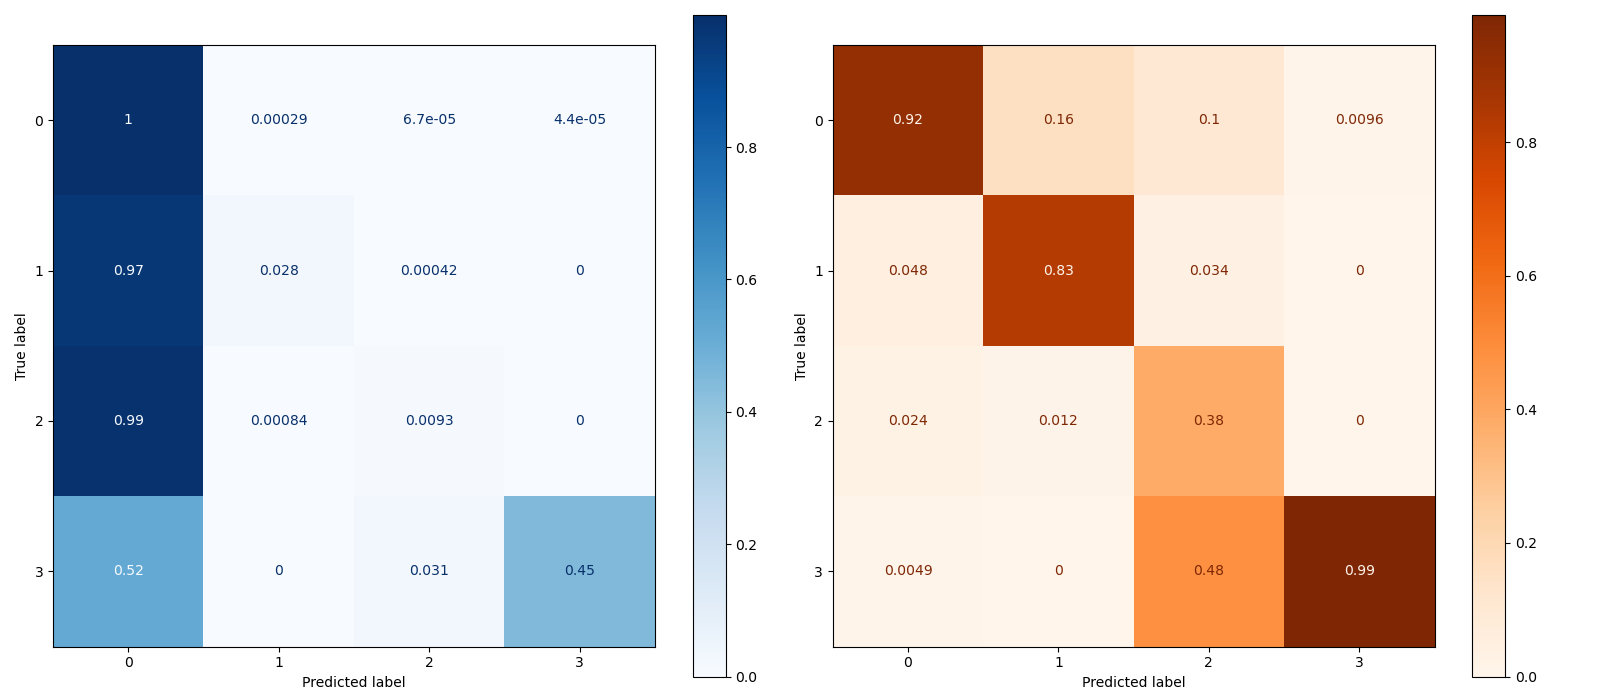 0 1 0.00029 6.7e-05 4.4e-05
1 0.97 0.028 0.00042 0
2 0.99 0.00084 0.0093 0
3 0.52 0 0.031 0.45
0 1 2 3
Predicted label
True label
0.8
0.6
0.4
0.2
0.0
0 0.92 0.16 0.1 0.0096
1 0.048 0.83 0.034 0
2 0.024 0.012 0.38 0
3 0.0049 0 0.48 0.99
0 1 2 3
Predicted label
True label
0.8
0.6
0.4
0.2
0.0